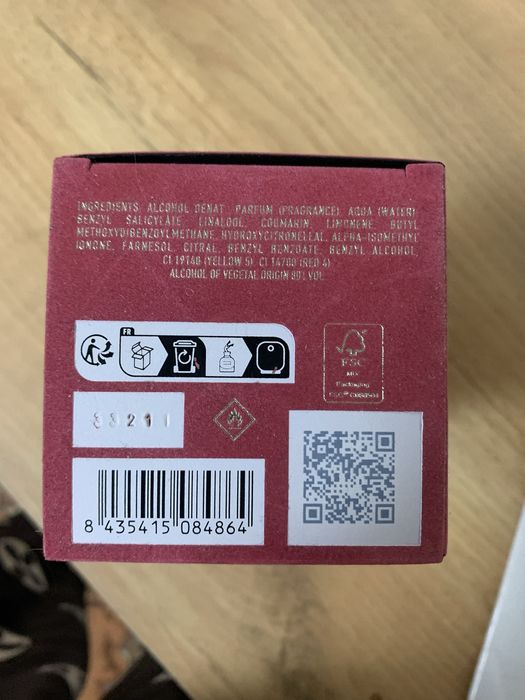 INGREDIENTS: ALCOHOL DENAT., PARFUM (FRAGRANCE), AQUA (WATER)
BENZYL SALICYLATE, LINALOOL, COUMARIN, LIMONENE, BUTYL
METHOXYDIBENZOYLMETHANE, HYDROXYCITRONELLAL, ALPHA-ISOMETHYL
IONONE, FARNESOL, CITRAL, BENZYL BENZOATE, BENZYL ALCOHOL,
CI 19140 (YELLOW 5), CI 14700 (RED 4)
ALCOHOL OF VEGETAL ORIGIN 80% VOL
FR
FSC
MIX
Packaging
33211
8 435415 084864